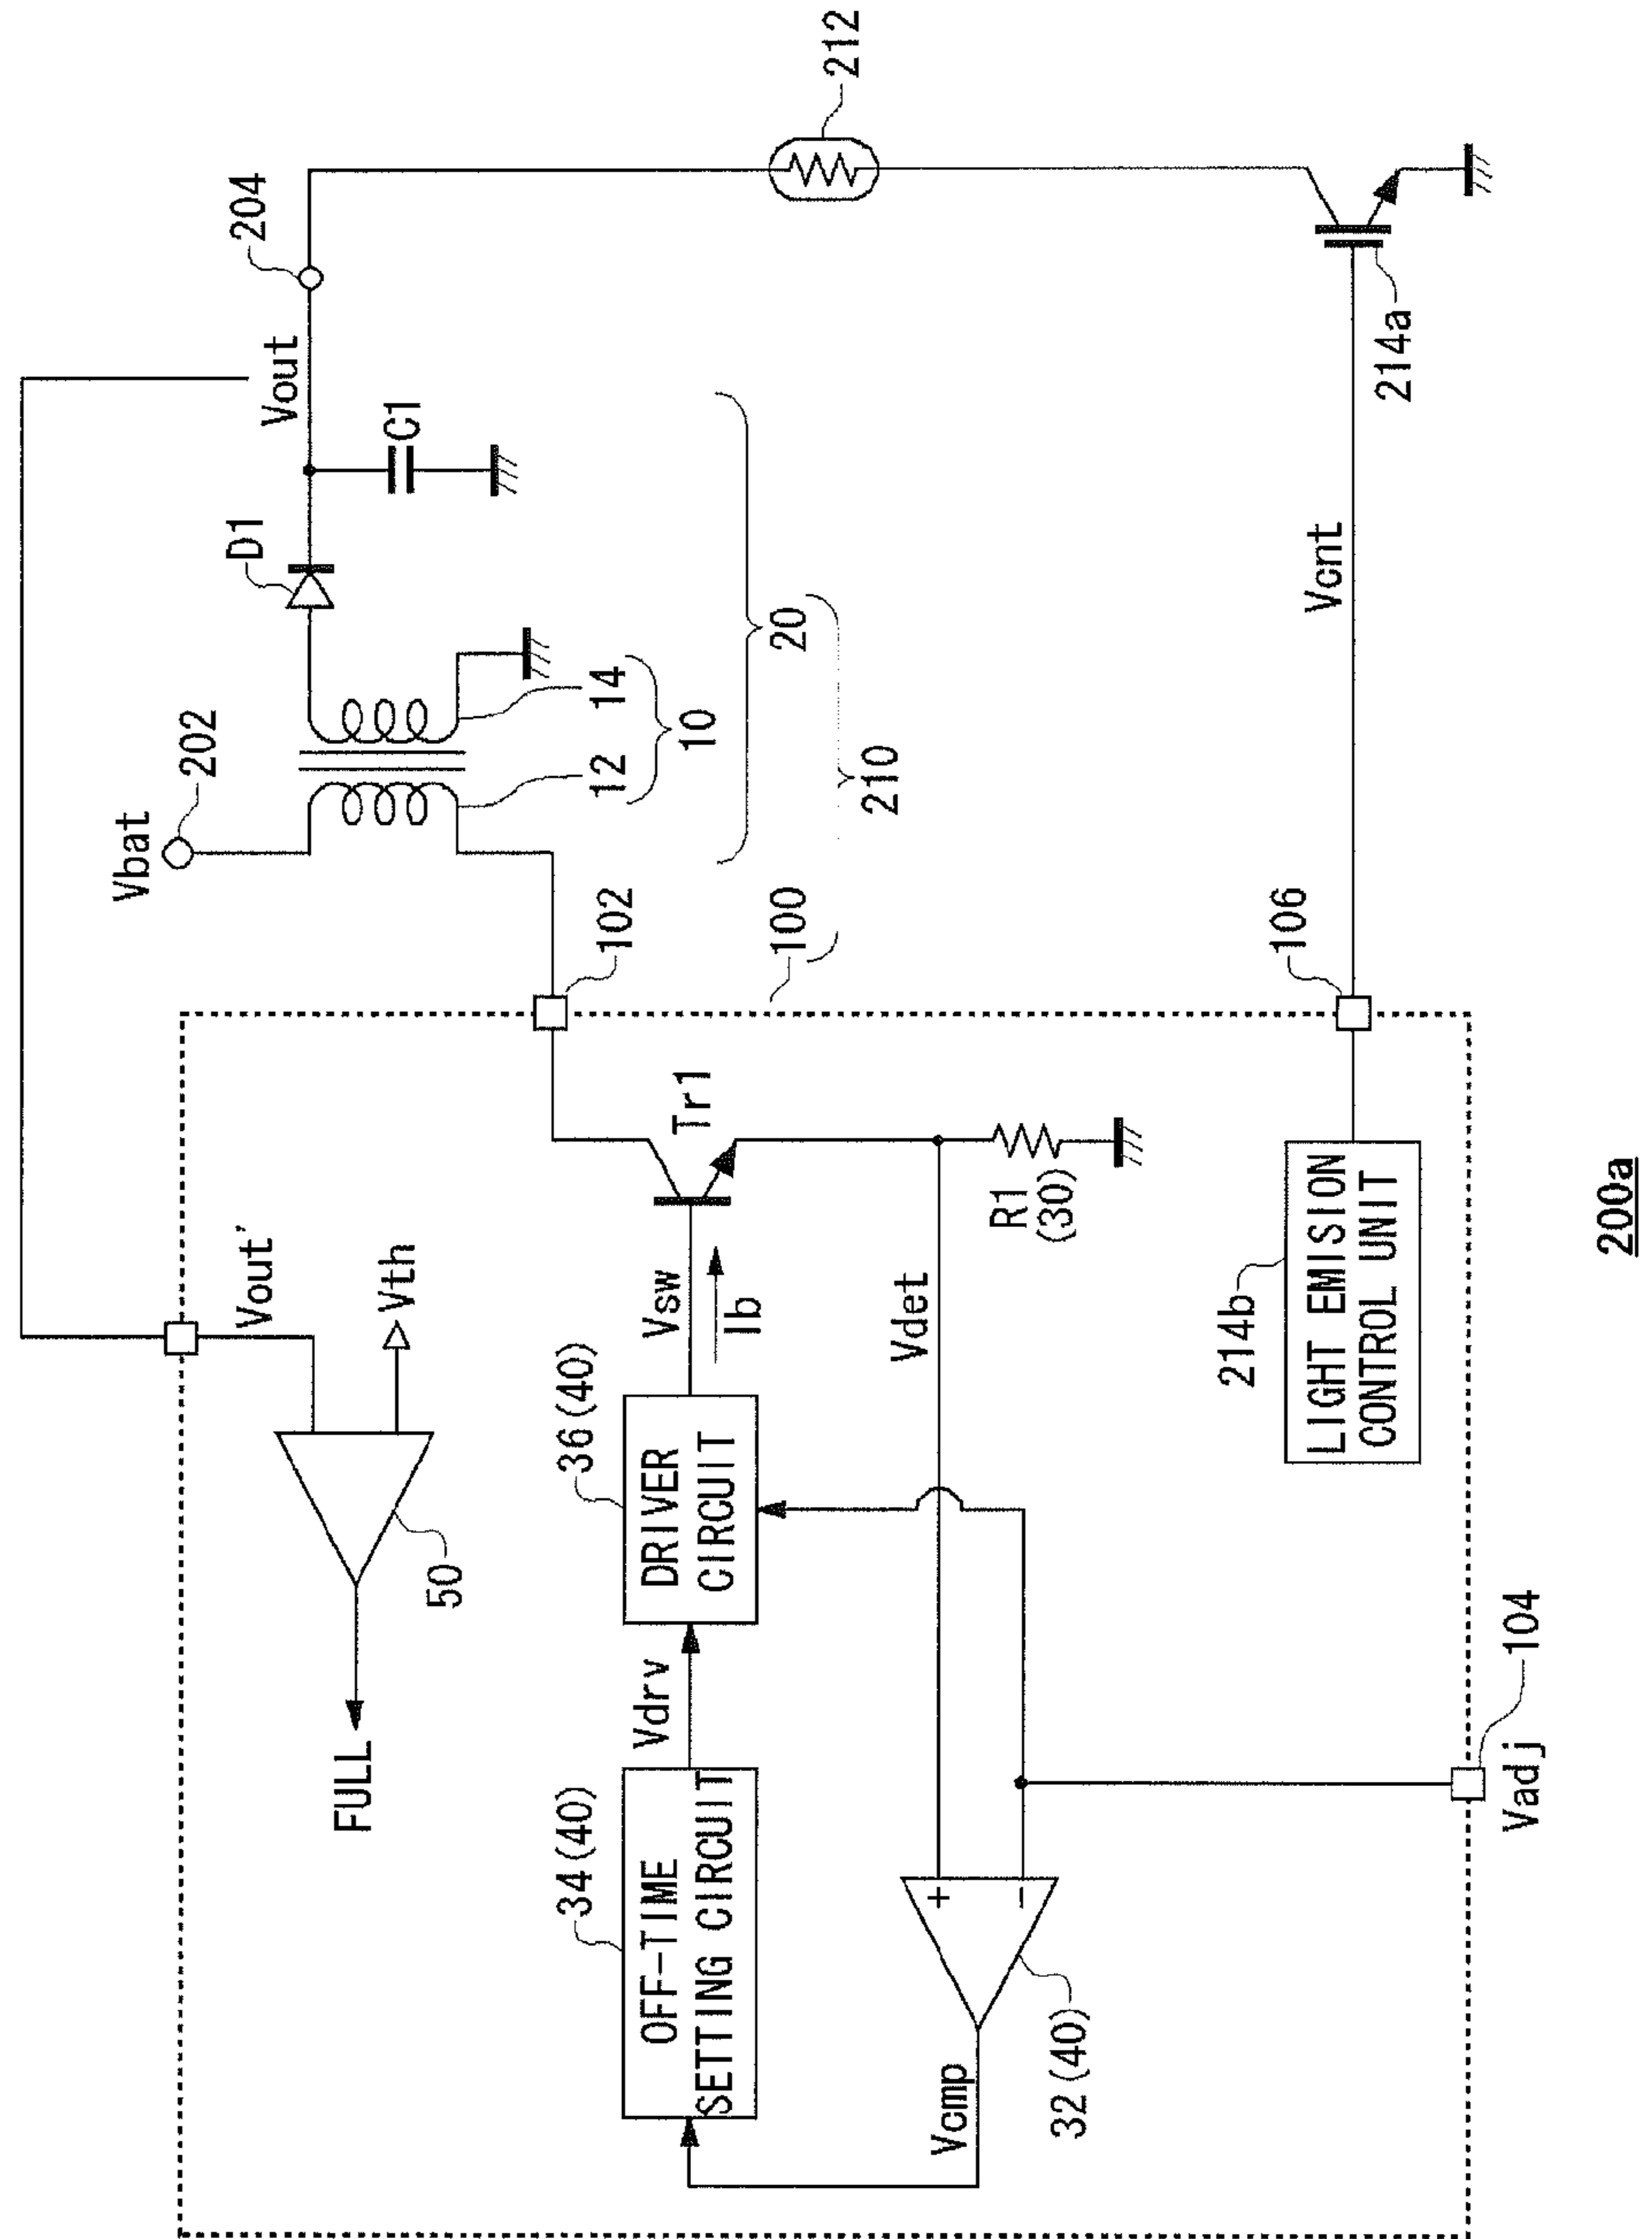 Vbat
202
D1
Vout
204
C1
212
12
14
10
20
210
100
102
FULL
50
Vout'
Vth
34(40)
OFF-TIME
SETTING CIRCUIT
Vdrv
36(40)
DRIVER
CIRCUIT
Vsw
Ib
Tr1
Vdet
R1
(30)
+
-
32(40)
Vcmp
Vadj
104
214b
LIGHT EMISION
CONTROL UNIT
106
Vcnt
214a
200a